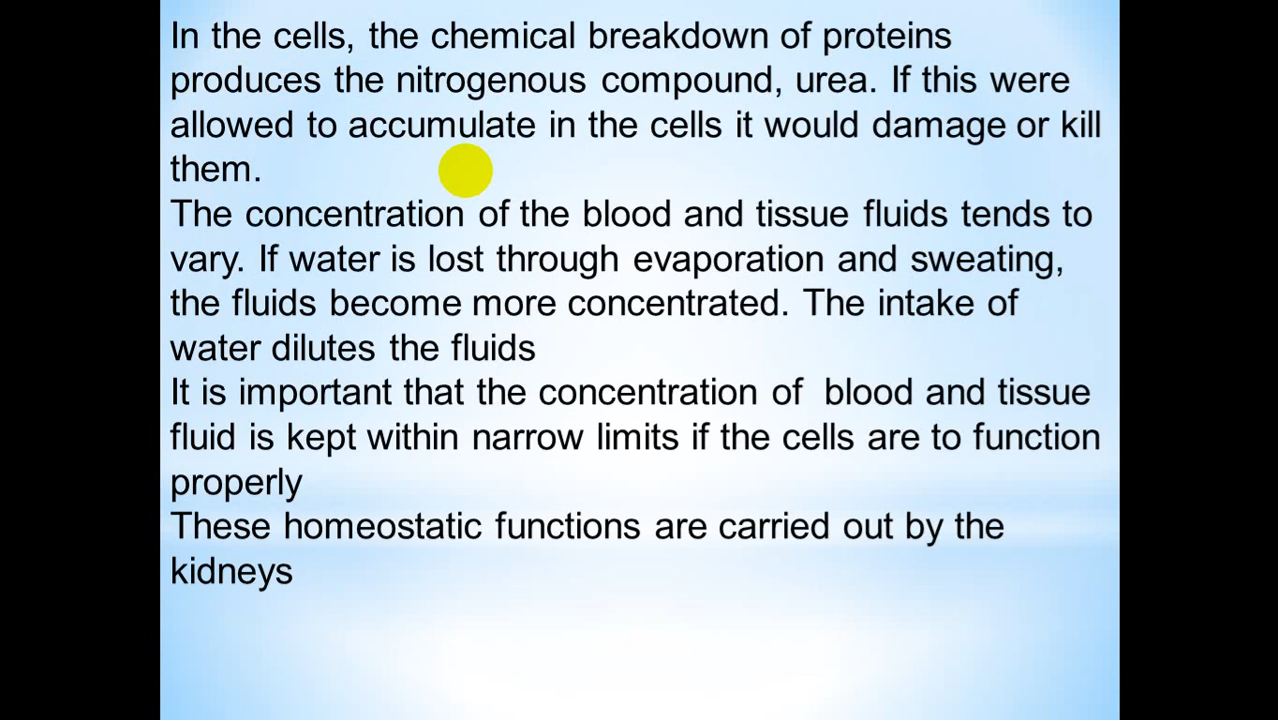 In the cells, the chemical breakdown of proteins
produces the nitrogenous compound, urea. If this were
allowed to accumulate in the cells it would damage or kill
them.
The concentration of the blood and tissue fluids tends to
vary. If water is lost through evaporation and sweating,
the fluids become more concentrated. The intake of
water dilutes the fluids
It is important that the concentration of  blood and tissue
fluid is kept within narrow limits if the cells are to function
properly
These homeostatic functions are carried out by the
kidneys